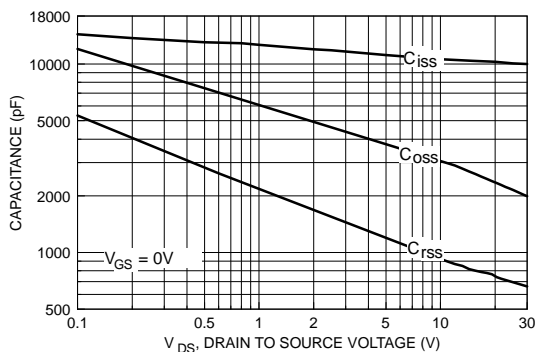 18000
10000
5000
2000
1000
500
CAPACITANCE (pF)
Ciss
Coss
Crss
VGS = 0V
0.1 0.5 1 2 5 10 30
V DS, DRAIN TO SOURCE VOLTAGE (V)